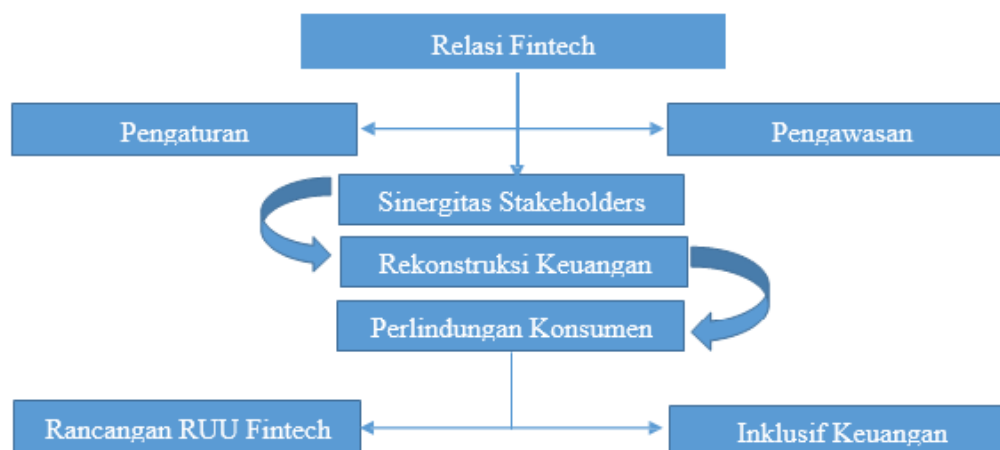 Relasi Fintech
Pengaturan
Pengawasan
Sinergitas Stakeholders
Rekonstruksi Keuangan
Perlindungan Konsumen
Rancangan RUU Fintech
Inklusif Keuangan